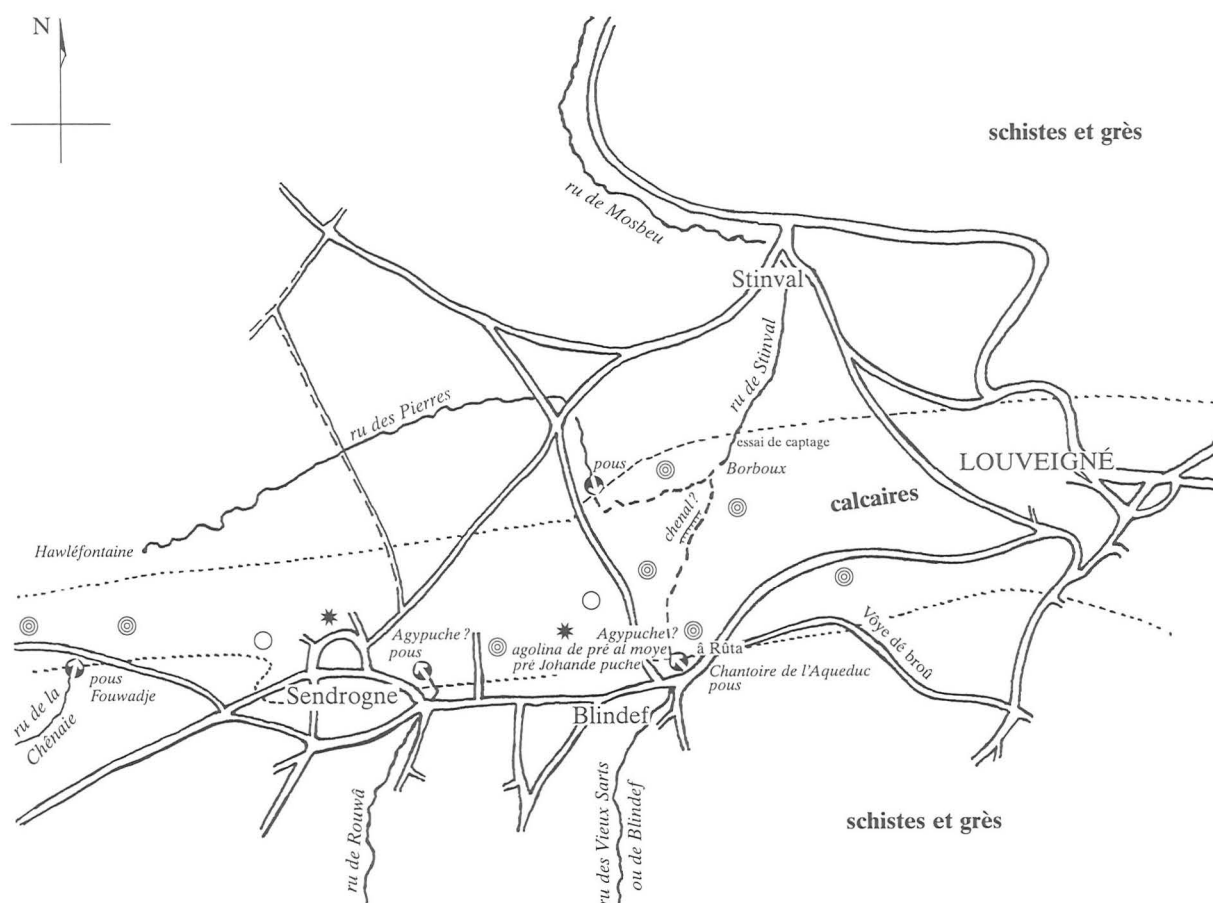 N
schistes et grès
ru de Mosbeu
Stinval
ru de Stinval
ru des Pierres
essai de captage
pous
Borboux
LOUVEIGNÉ
calcaires
chenal ?
Hawléfontaine
Agypuche ?
pous
Agypuche ?
agolina de pré al moye
pré Johande puche
â Rûta
Vôye dé broû
Chantoire de l'Aqueduc
pous
pous
Fouwadje
ru de la
Chênaie
Sendrogne
Blindef
ru de Rouwâ
ru des Vieux Sarts
ou de Blindef
schistes et grès